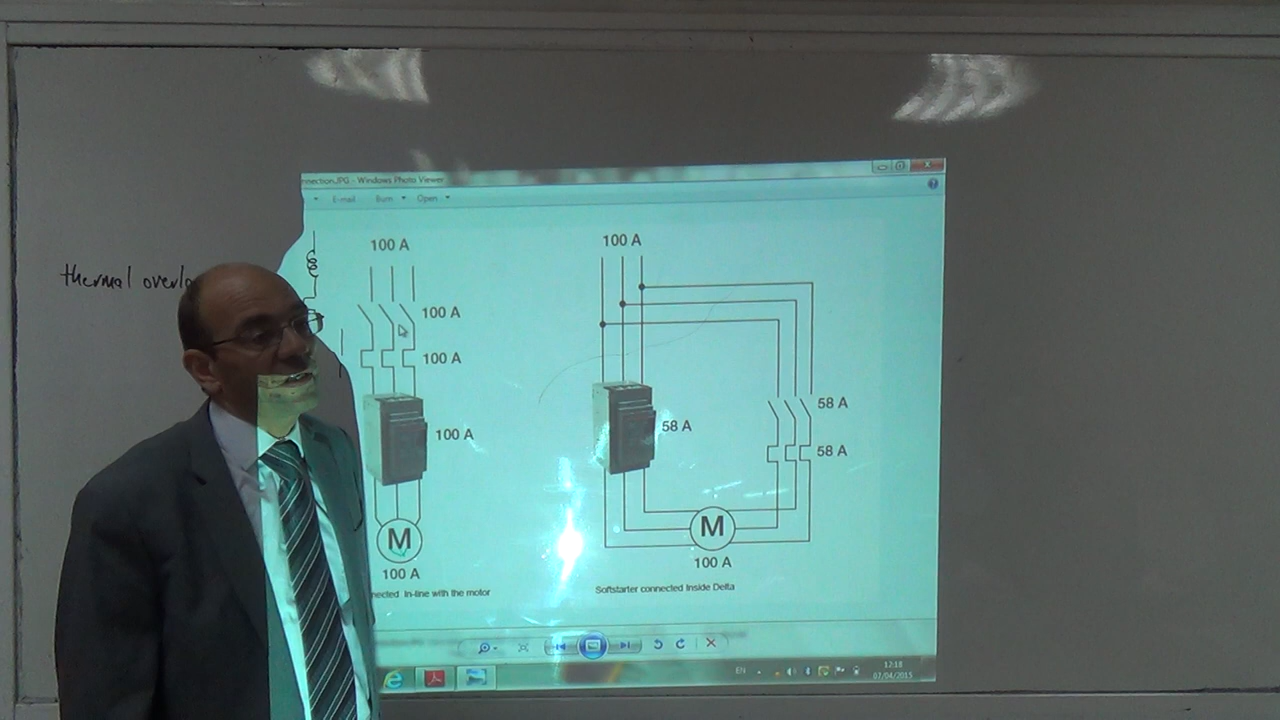 nection.JPG - Windows Photo Viewer
E-mail Burn Open
thermal overlo
100 A
100 A
100 A
100 A
M
100 A
nected In-line with the motor
100 A
58 A
58 A
58 A
M
100 A
Softstarter connected Inside Delta
EN
12:18
07/04/2015